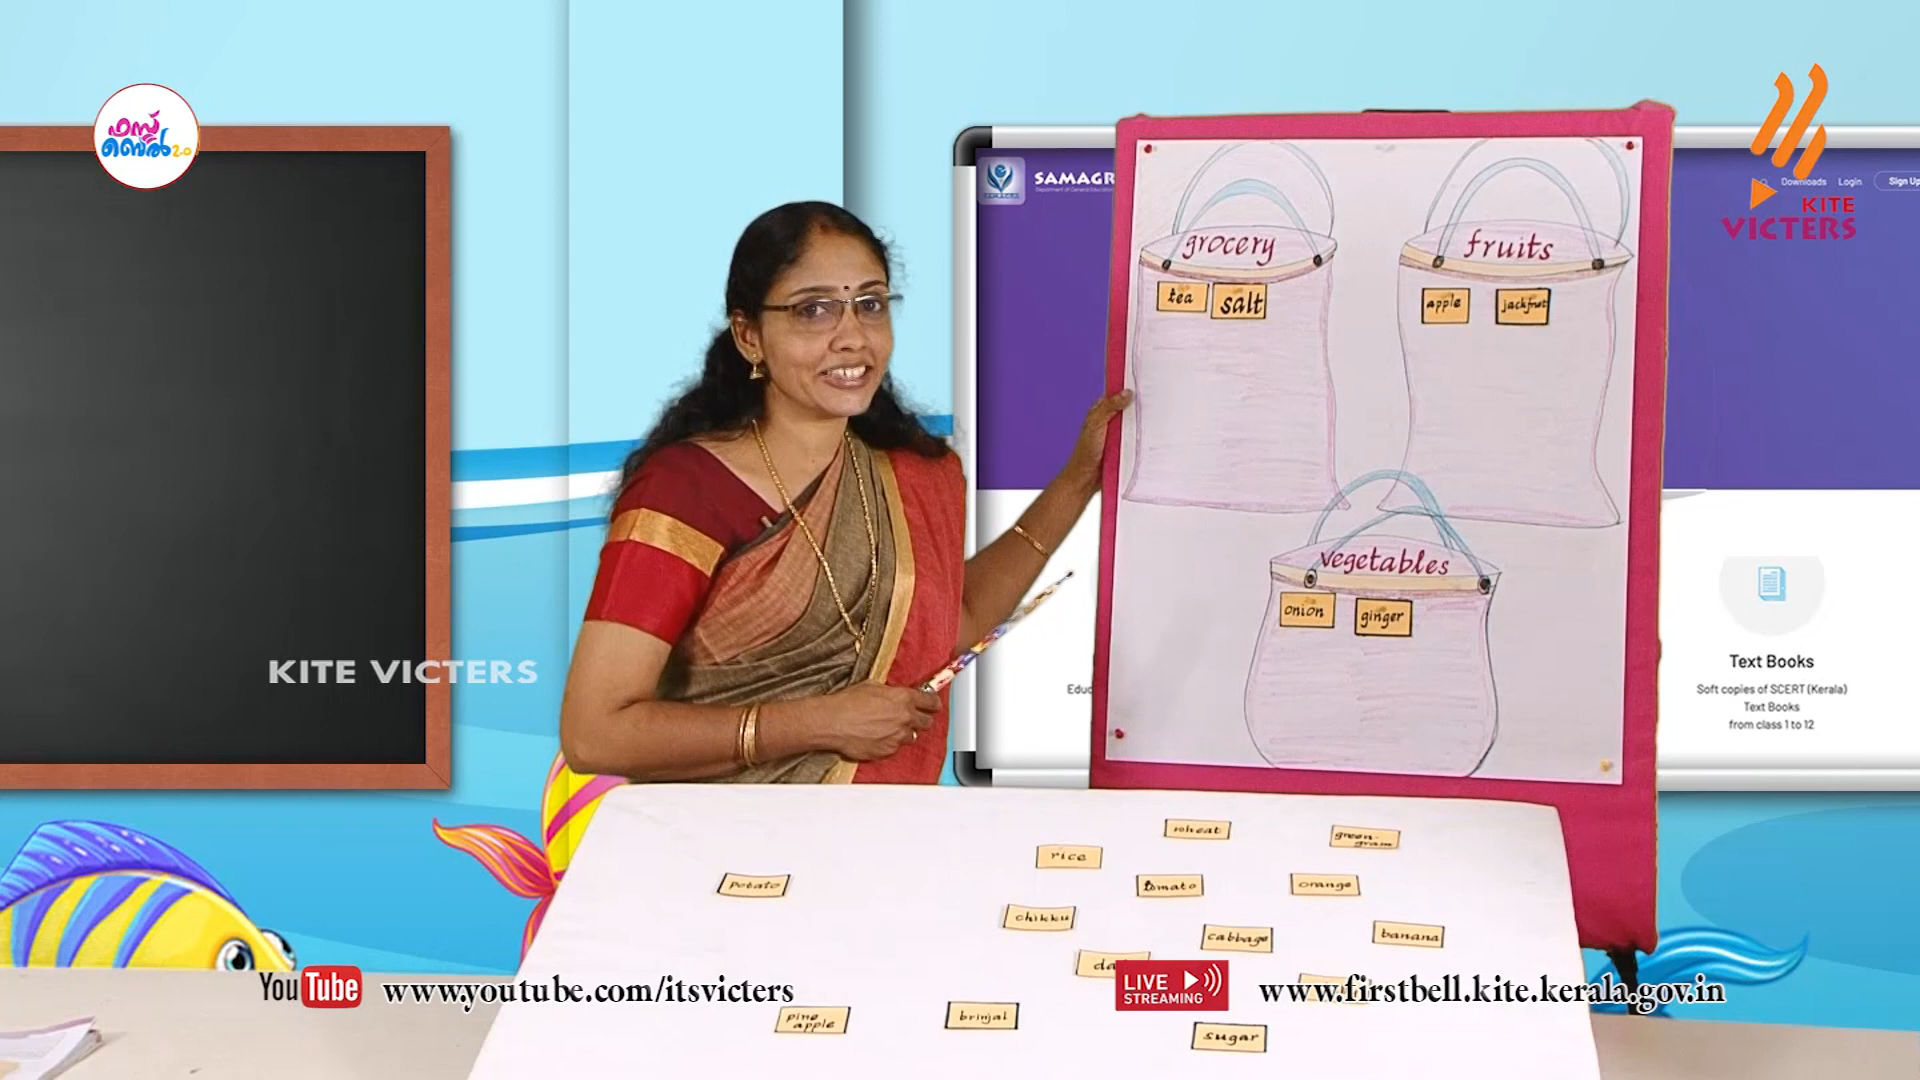 ഫസ്റ്റ്
ബെൽ 2.0
SAMAGR
Downloads Login Sign Up
KITE
VICTERS
grocery
tea salt
fruits
apple jackfruit
vegetables
onion ginger
KITE VICTERS
Text Books
Soft copies of SCERT (Kerala)
Text Books
from class 1 to 12
wheat
green-
gram
rice
potato
tomato
orange
chikku
cabbage
banana
pine
apple
brinjal
sugar
YouTube www.youtube.com/itsvicters
LIVE
STREAMING
www.firstbell.kite.kerala.gov.in